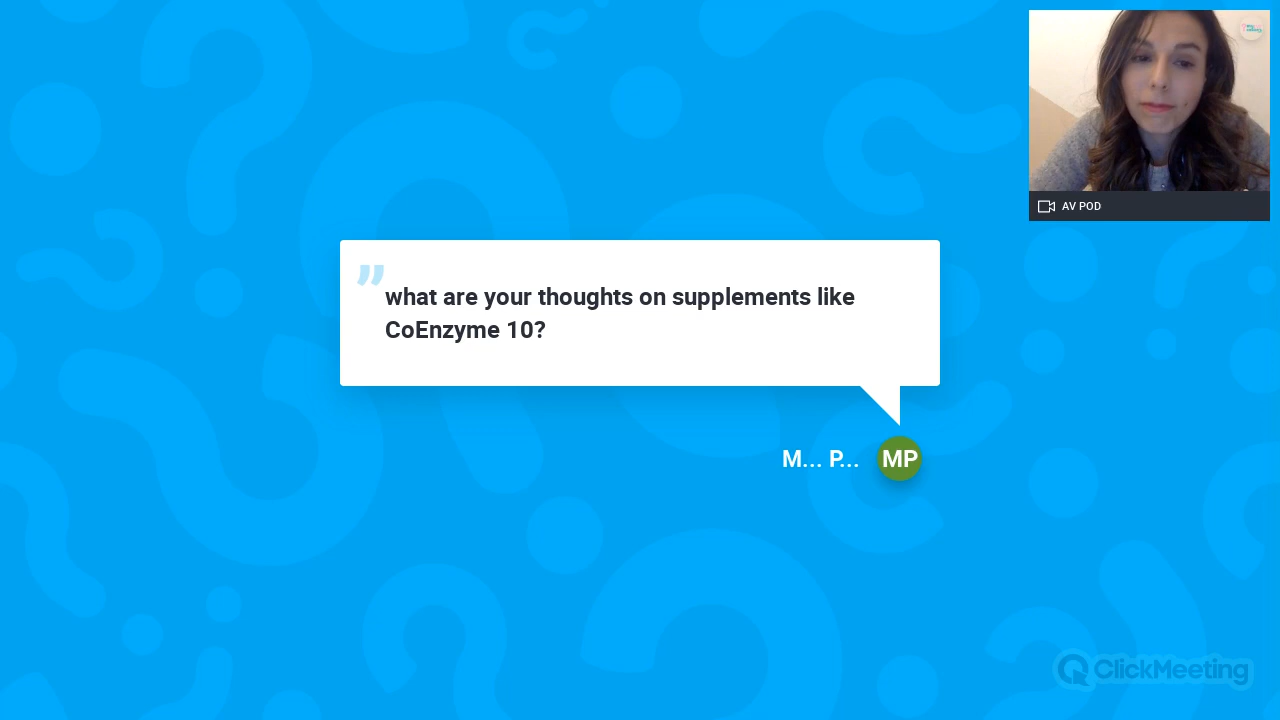 AV POD
”
what are your thoughts on supplements like
CoEnzyme 10?
M... P...
MP
ClickMeeting